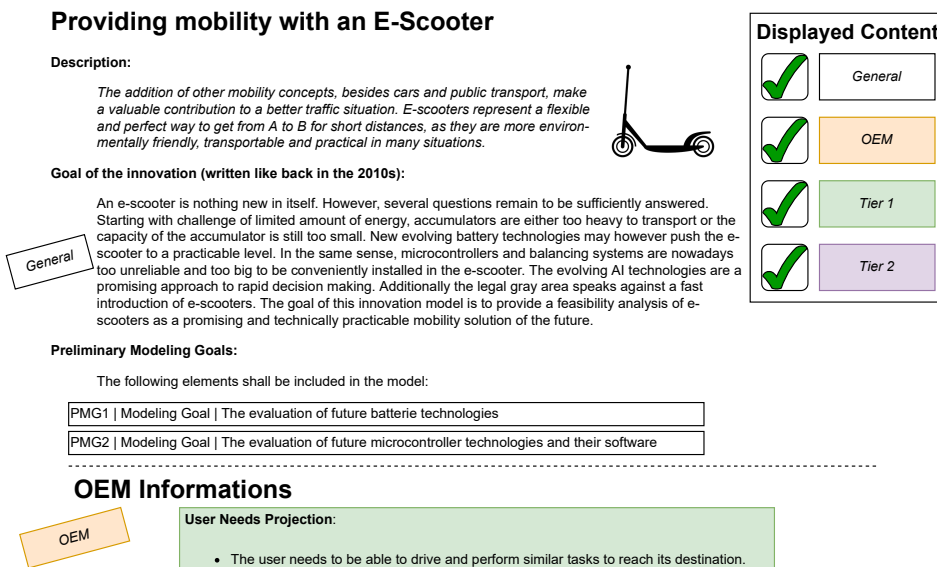 Providing mobility with an E-Scooter
Description:
The addition of other mobility concepts, besides cars and public transport, make
a valuable contribution to a better traffic situation. E-scooters represent a flexible
and perfect way to get from A to B for short distances, as they are more environ-
mentally friendly, transportable and practical in many situations.
Goal of the innovation (written like back in the 2010s):
An e-scooter is nothing new in itself. However, several questions remain to be sufficiently answered.
Starting with challenge of limited amount of energy, accumulators are either too heavy to transport or the
capacity of the accumulator is still too small. New evolving battery technologies may however push the e-
scooter to a practicable level. In the same sense, microcontrollers and balancing systems are nowadays
too unreliable and too big to be conveniently installed in the e-scooter. The evolving AI technologies are a
promising approach to rapid decision making. Additionally the legal gray area speaks against a fast
introduction of e-scooters. The goal of this innovation model is to provide a feasibility analysis of e-
scooters as a promising and technically practicable mobility solution of the future.
General
Preliminary Modeling Goals:
The following elements shall be included in the model:
PMG1 | Modeling Goal | The evaluation of future batterie technologies
PMG2 | Modeling Goal | The evaluation of future microcontroller technologies and their software
Displayed Content
General
OEM
Tier 1
Tier 2
OEM Informations
OEM
User Needs Projection:
• The user needs to be able to drive and perform similar tasks to reach its destination.